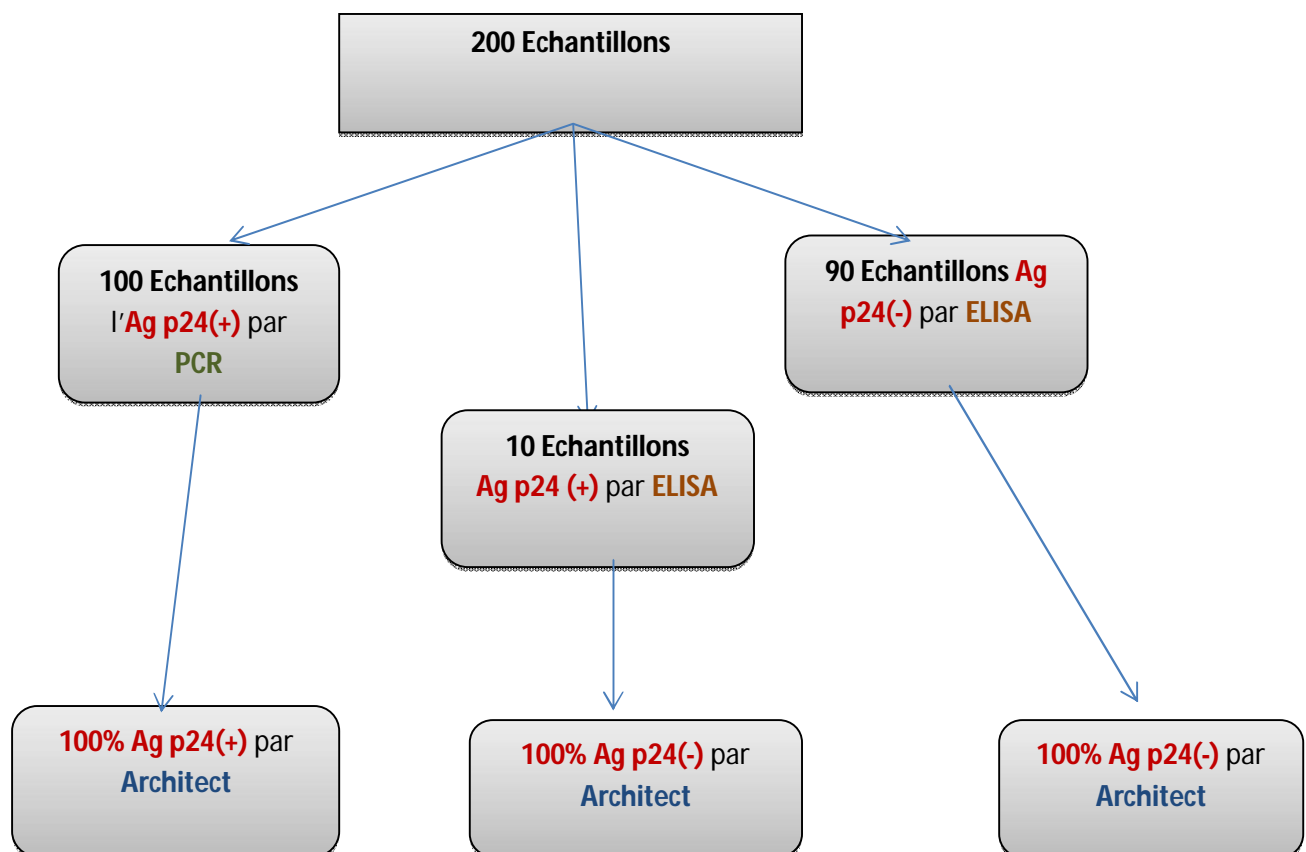 200 Echantillons
100 Echantillons
l'Ag p24(+) par
PCR
90 Echantillons Ag
p24(-) par ELISA
10 Echantillons
Ag p24 (+) par ELISA
100% Ag p24(+) par
Architect
100% Ag p24(-) par
Architect
100% Ag p24(-) par
Architect